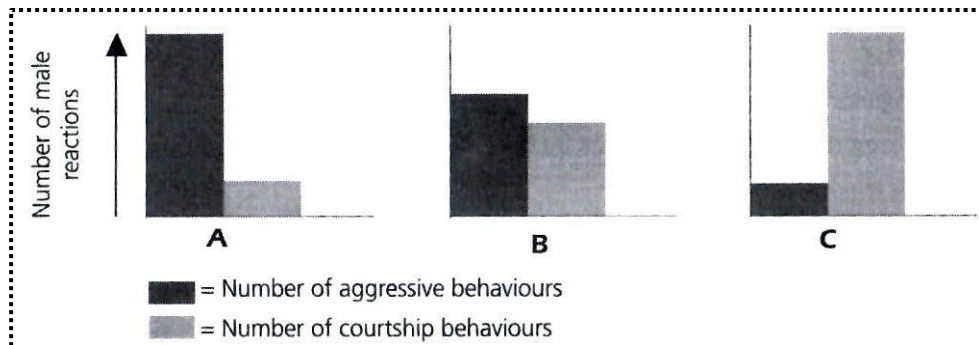 Number of male
reactions
A
B
C
= Number of aggressive behaviours
= Number of courtship behaviours